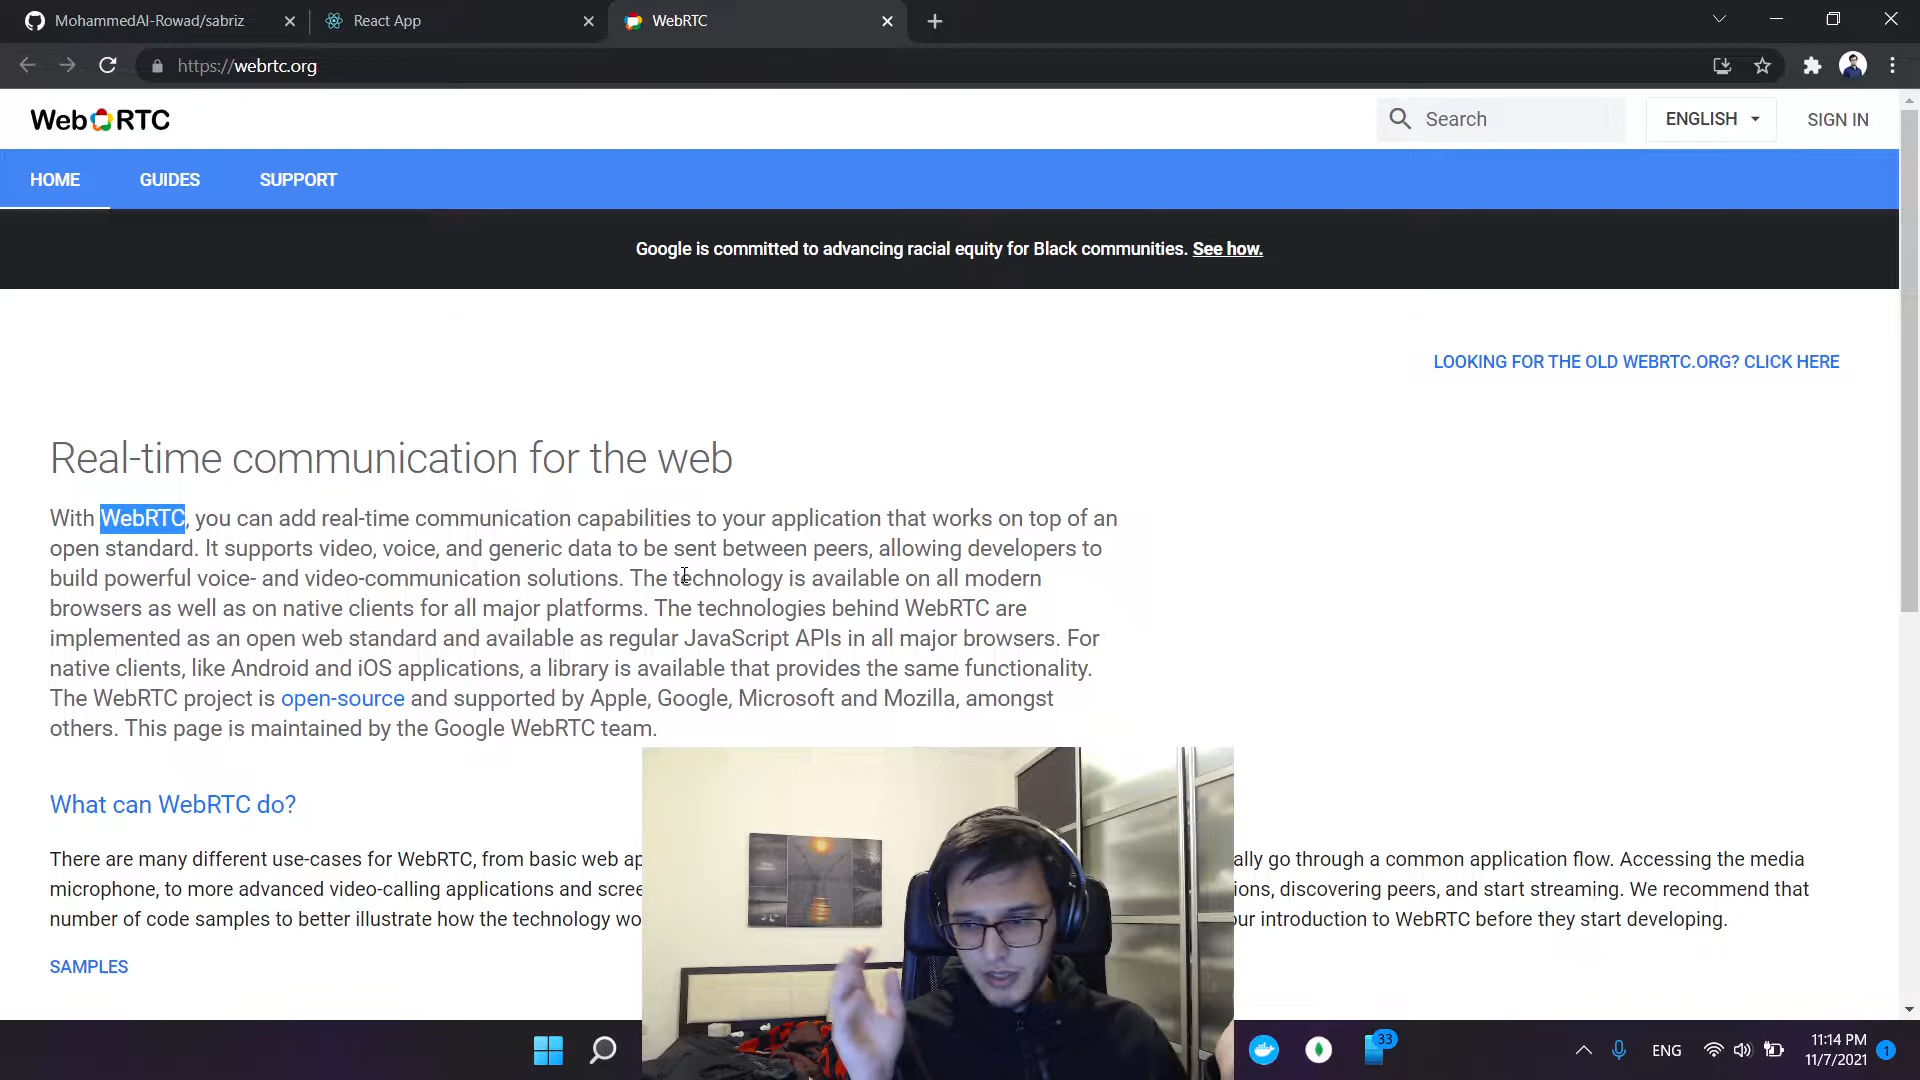 MohammedAl-Rowad/sabriz
React App
WebRTC
https://webrtc.org
Web RTC
Search
ENGLISH
SIGN IN
HOME
GUIDES
SUPPORT
Google is committed to advancing racial equity for Black communities. See how.
LOOKING FOR THE OLD WEBRTC.ORG? CLICK HERE
Real-time communication for the web
With WebRTC, you can add real-time communication capabilities to your application that works on top of an
open standard. It supports video, voice, and generic data to be sent between peers, allowing developers to
build powerful voice- and video-communication solutions. The technology is available on all modern
browsers as well as on native clients for all major platforms. The technologies behind WebRTC are
implemented as an open web standard and available as regular JavaScript APIs in all major browsers. For
native clients, like Android and iOS applications, a library is available that provides the same functionality.
The WebRTC project is open-source and supported by Apple, Google, Microsoft and Mozilla, amongst
others. This page is maintained by the Google WebRTC team.
What can WebRTC do?
There are many different use-cases for WebRTC, from basic web ap
microphone, to more advanced video-calling applications and scree
number of code samples to better illustrate how the technology wo
SAMPLES
ally go through a common application flow. Accessing the media
ions, discovering peers, and start streaming. We recommend that
our introduction to WebRTC before they start developing.
33
ENG
11:14 PM
11/7/2021
1